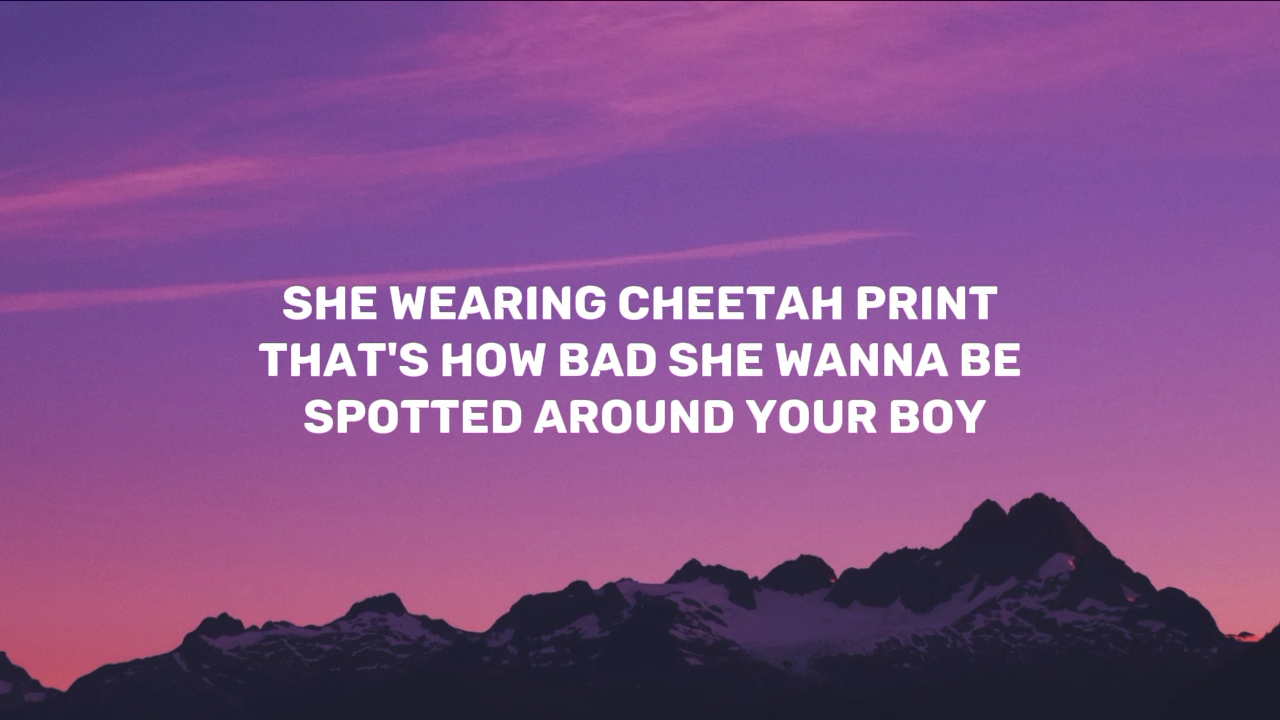 SHE WEARING CHEETAH PRINT
THAT'S HOW BAD SHE WANNA BE
SPOTTED AROUND YOUR BOY